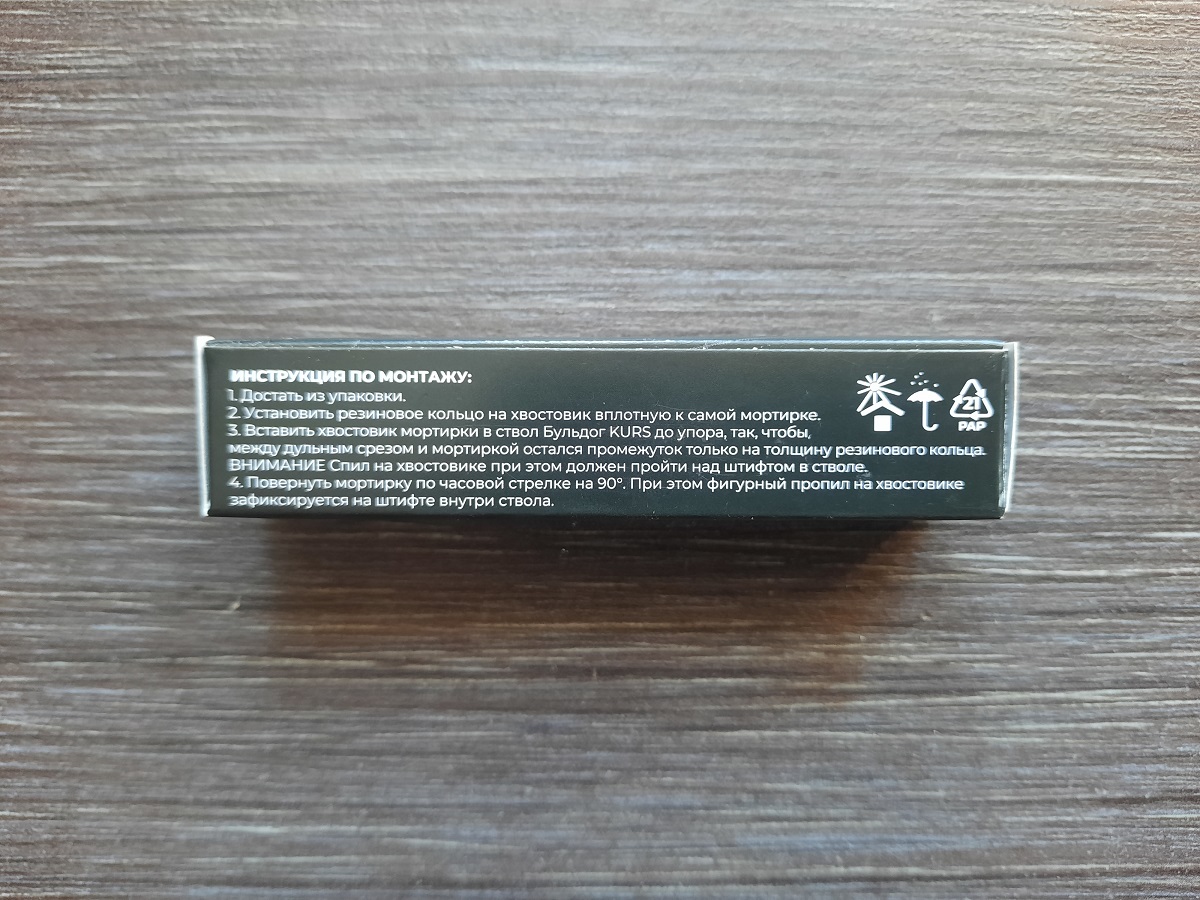 ИНСТРУКЦИЯ ПО МОНТАЖУ:
1. Достать из упаковки.
2. Установить резиновое кольцо на хвостовик вплотную к самой мортирке.
3. Вставить хвостовик мортирки в ствол Бульдог KURS до упора, так, чтобы,
между дульным срезом и мортиркой остался промежуток только на толщину резинового кольца.
ВНИМАНИЕ Спил на хвостовике при этом должен пройти над штифтом в стволе.
4. Повернуть мортирку по часовой стрелке на 90°. При этом фигурный пропил на хвостовике
зафиксируется на штифте внутри ствола.
21
PAP